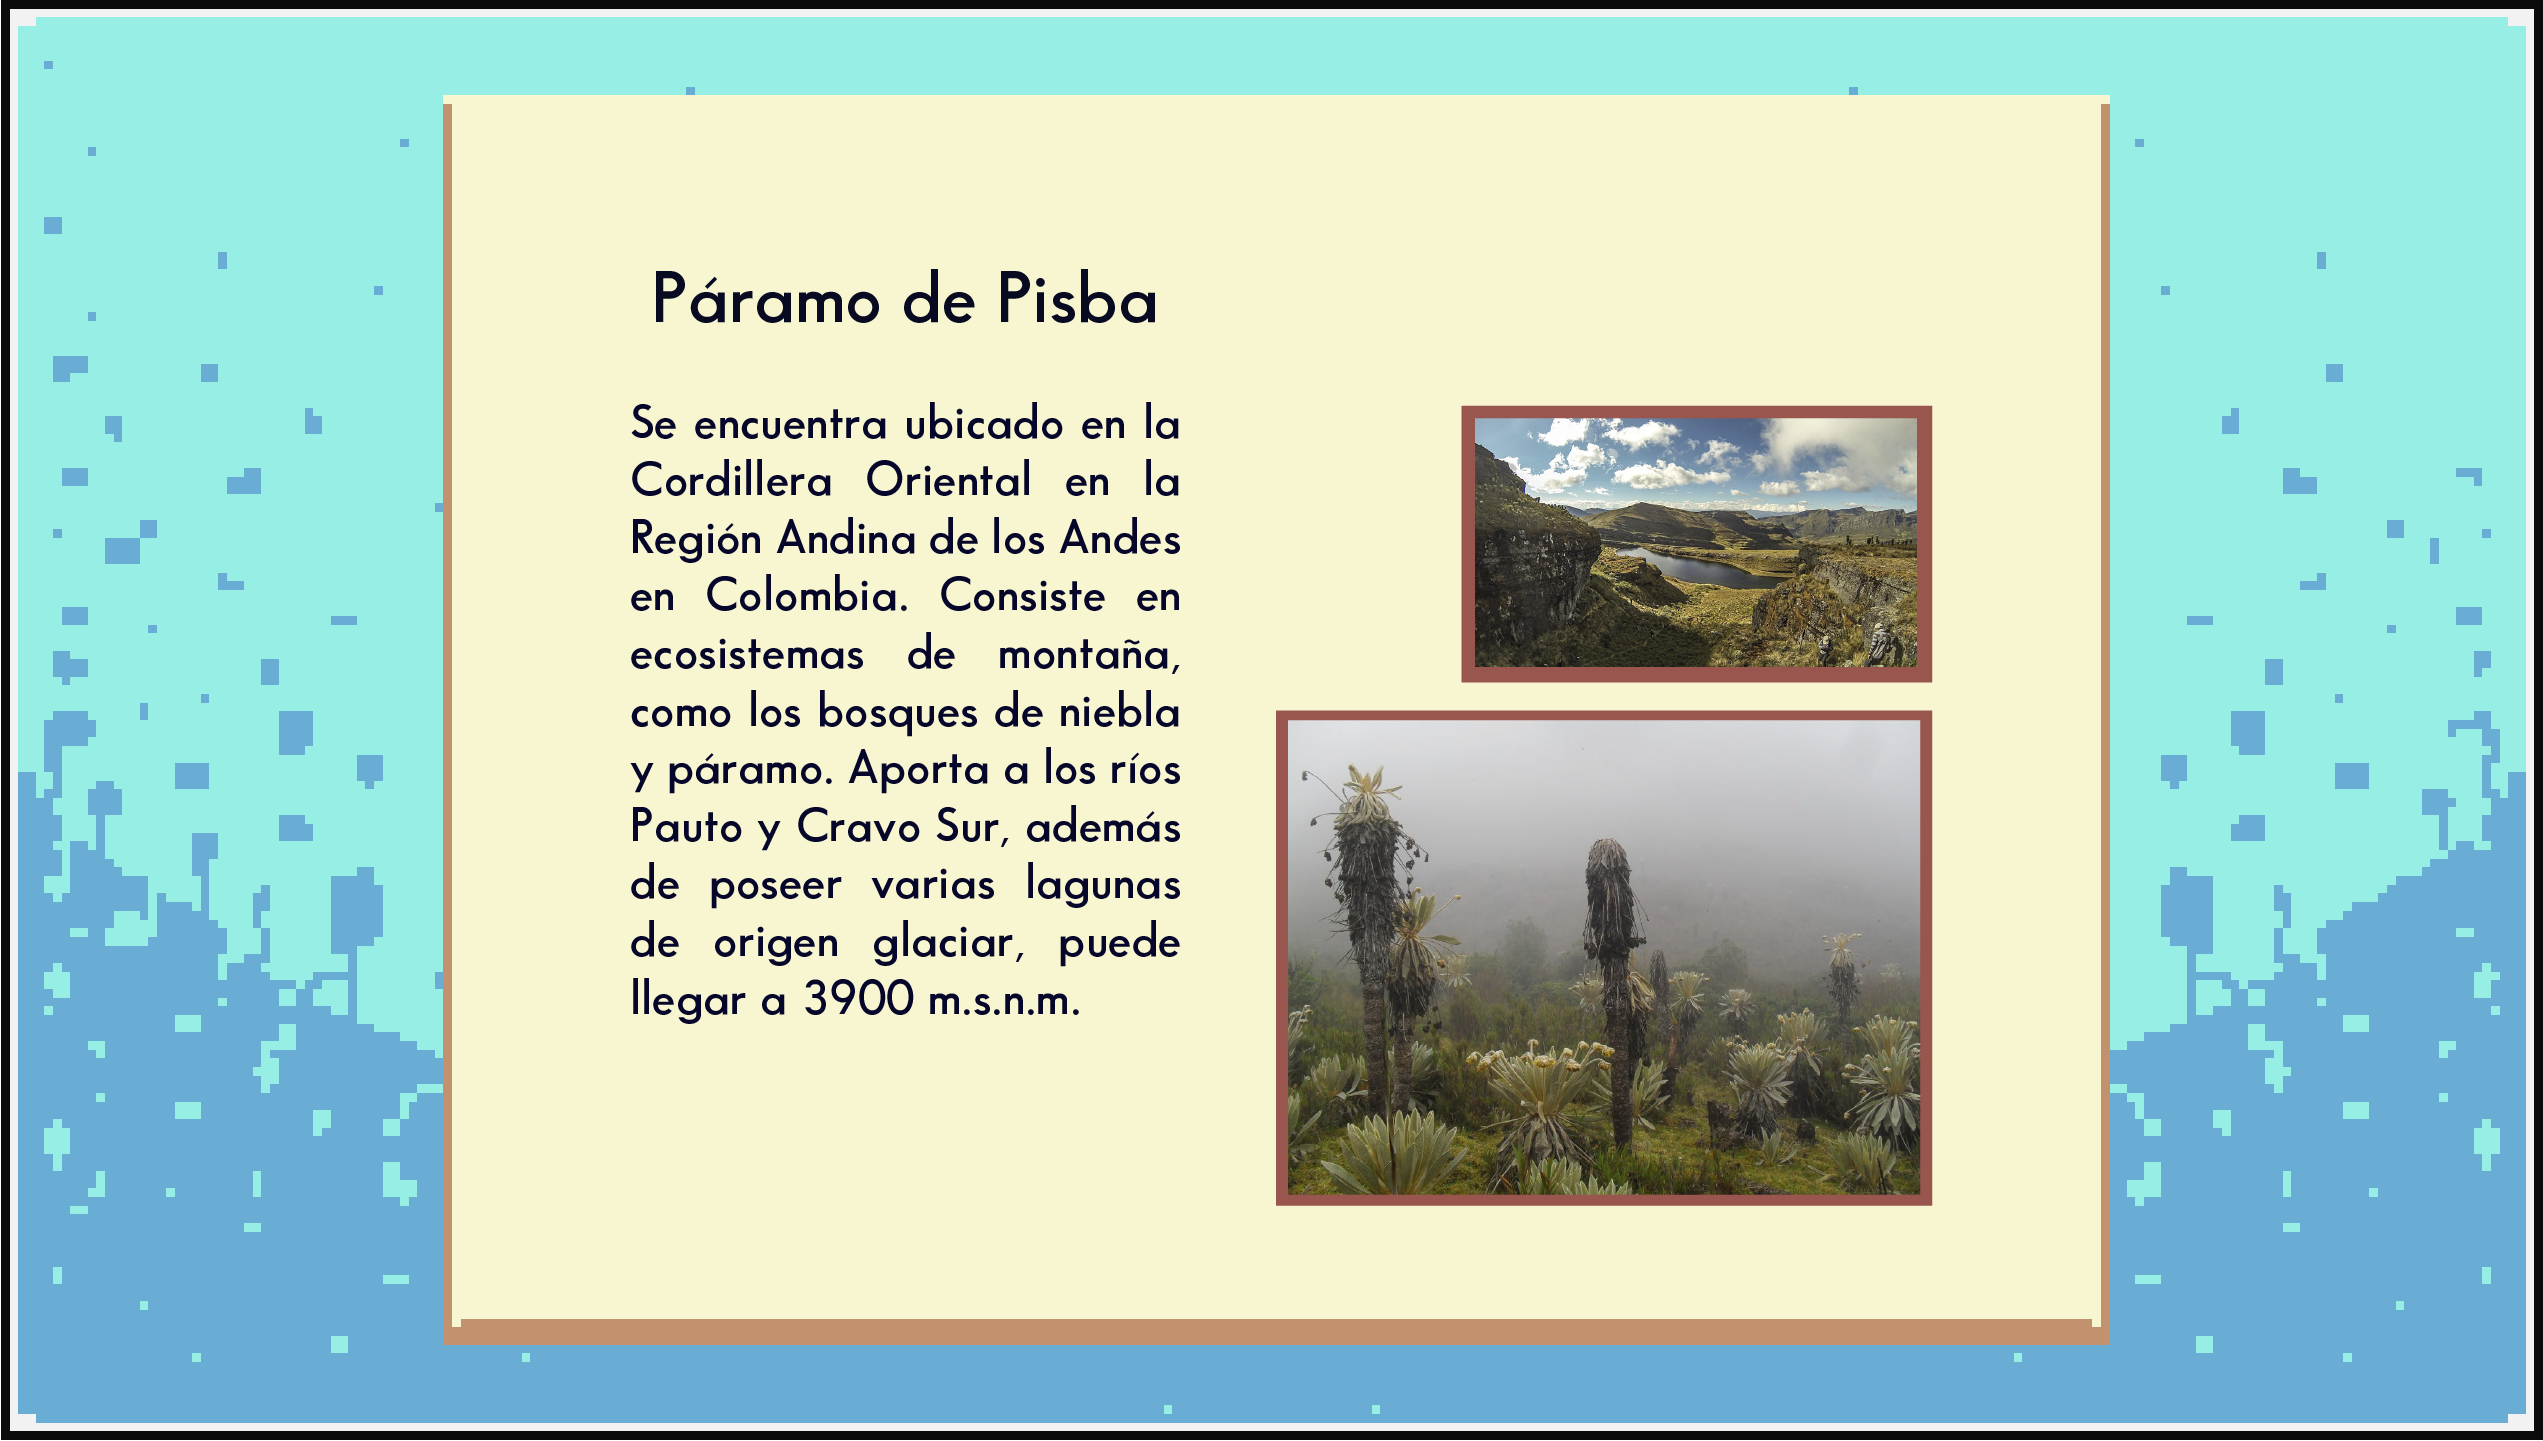 Páramo de Pisba
Se encuentra ubicado en la
Cordillera Oriental en la
Región Andina de los Andes
en Colombia. Consiste en
ecosistemas de montaña,
como los bosques de niebla
y páramo. Aporta a los ríos
Pauto y Cravo Sur, además
de poseer varias lagunas
de origen glaciar, puede
llegar a 3900 m.s.n.m.